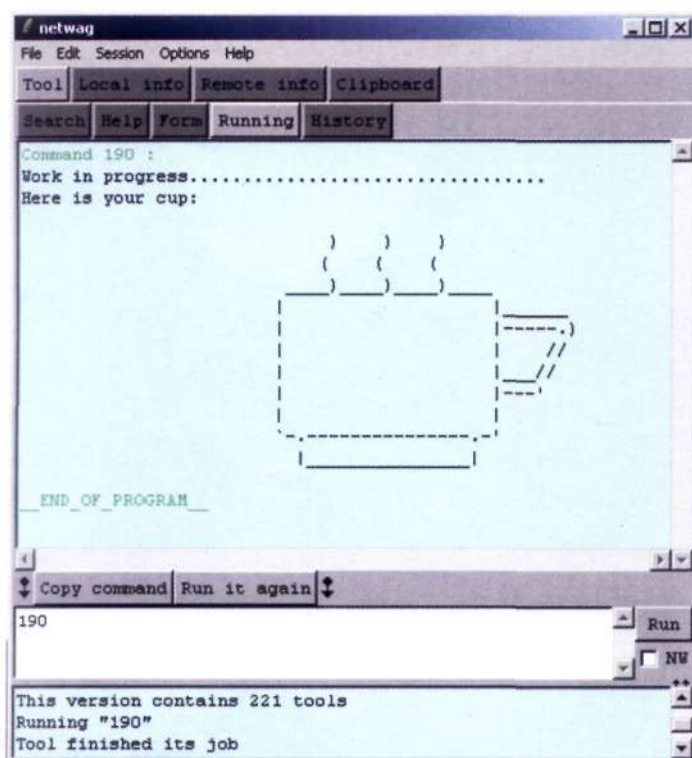 netwag
File Edit Session Options Help
Tool Local info Remote info Clipboard
Search Help Form Running History
Command 190 :
Work in progress.................................
Here is your cup:
__END_OF_PROGRAM__
Copy command Run it again
190
Run
NW
This version contains 221 tools
Running "190"
Tool finished its job